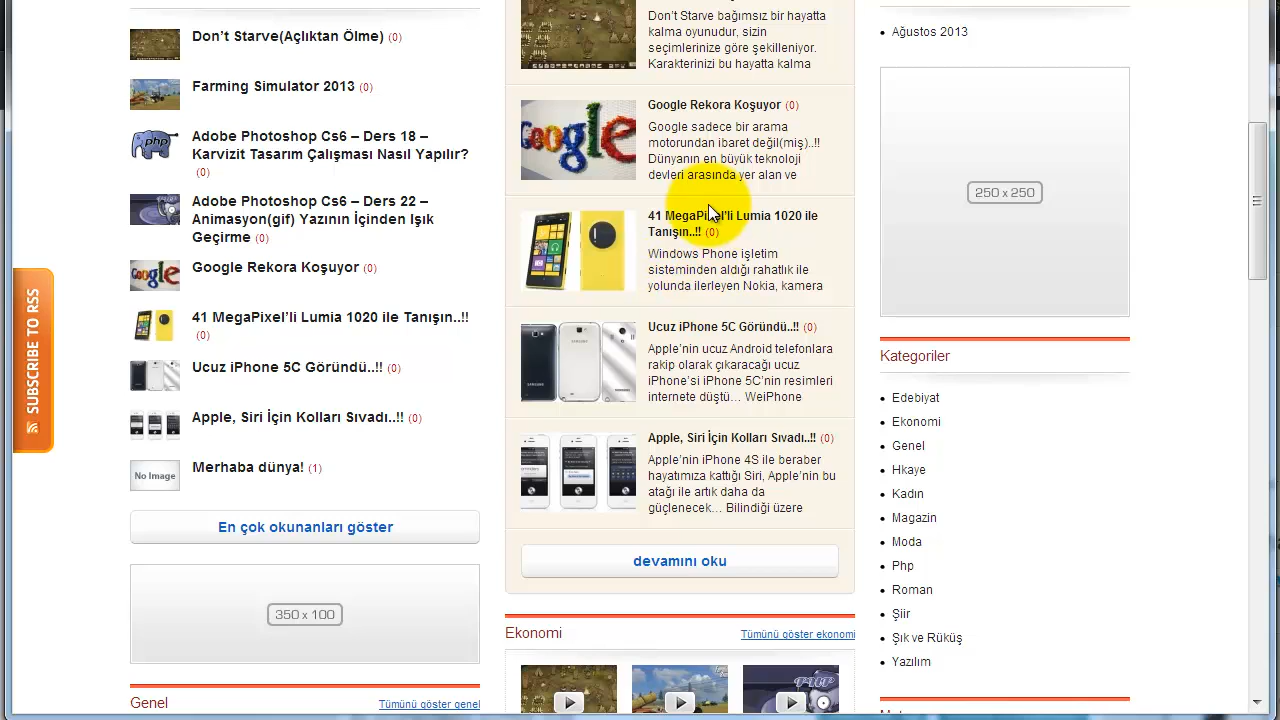 Don’t Starve(Açlıktan Ölme) (0)
Farming Simulator 2013 (0)
Adobe Photoshop Cs6 – Ders 18 –
Karvizit Tasarım Çalışması Nasıl Yapılır?
(0)
Adobe Photoshop Cs6 – Ders 22 –
Animasyon(gif) Yazının İçinden Işık
Geçirme (0)
Google Rekora Koşuyor (0)
41 MegaPixel’li Lumia 1020 ile Tanışın..!!
(0)
Ucuz iPhone 5C Göründü..!! (0)
Apple, Siri İçin Kolları Sıvadı..!! (0)
No Image
Merhaba dünya! (1)
En çok okunanları göster
350 x 100
Genel
Tümünü göster genel
SUBSCRIBE TO RSS
php
Don’t Starve bağımsız bir hayatta
kalma oyunudur, sizin
seçimlerinize göre şekilleniyor.
Karakterinizi bu hayatta kalma
Google
Google Rekora Koşuyor (0)
Google sadece bir arama
motorundan ibaret değil(miş)..!!
Dünyanın en büyük teknoloji
devleri arasında yer alan ve
41 MegaPixel’li Lumia 1020 ile
Tanışın..!! (0)
Windows Phone işletim
sisteminden aldığı rahatlık ile
yolunda ilerleyen Nokia, kamera
Ucuz iPhone 5C Göründü..!! (0)
Apple’nin ucuz Android telefonlara
rakip olarak çıkaracağı ucuz
iPhone’si iPhone 5C’nin resimleri
internete düştü… WeiPhone
Apple, Siri İçin Kolları Sıvadı..!! (0)
Apple’nin iPhone 4S ile beraber
hayatımıza kattığı Siri, Apple’nin bu
atağı ile artık daha da
güçlenecek… Bilindiği üzere
devamını oku
Ekonomi
Tümünü göster ekonomi
PHP
Ağustos 2013
250 x 250
Kategoriler
Edebiyat
Ekonomi
Genel
Hkaye
Kadın
Magazin
Moda
Php
Roman
Şiir
Şık ve Rüküş
Yazılım